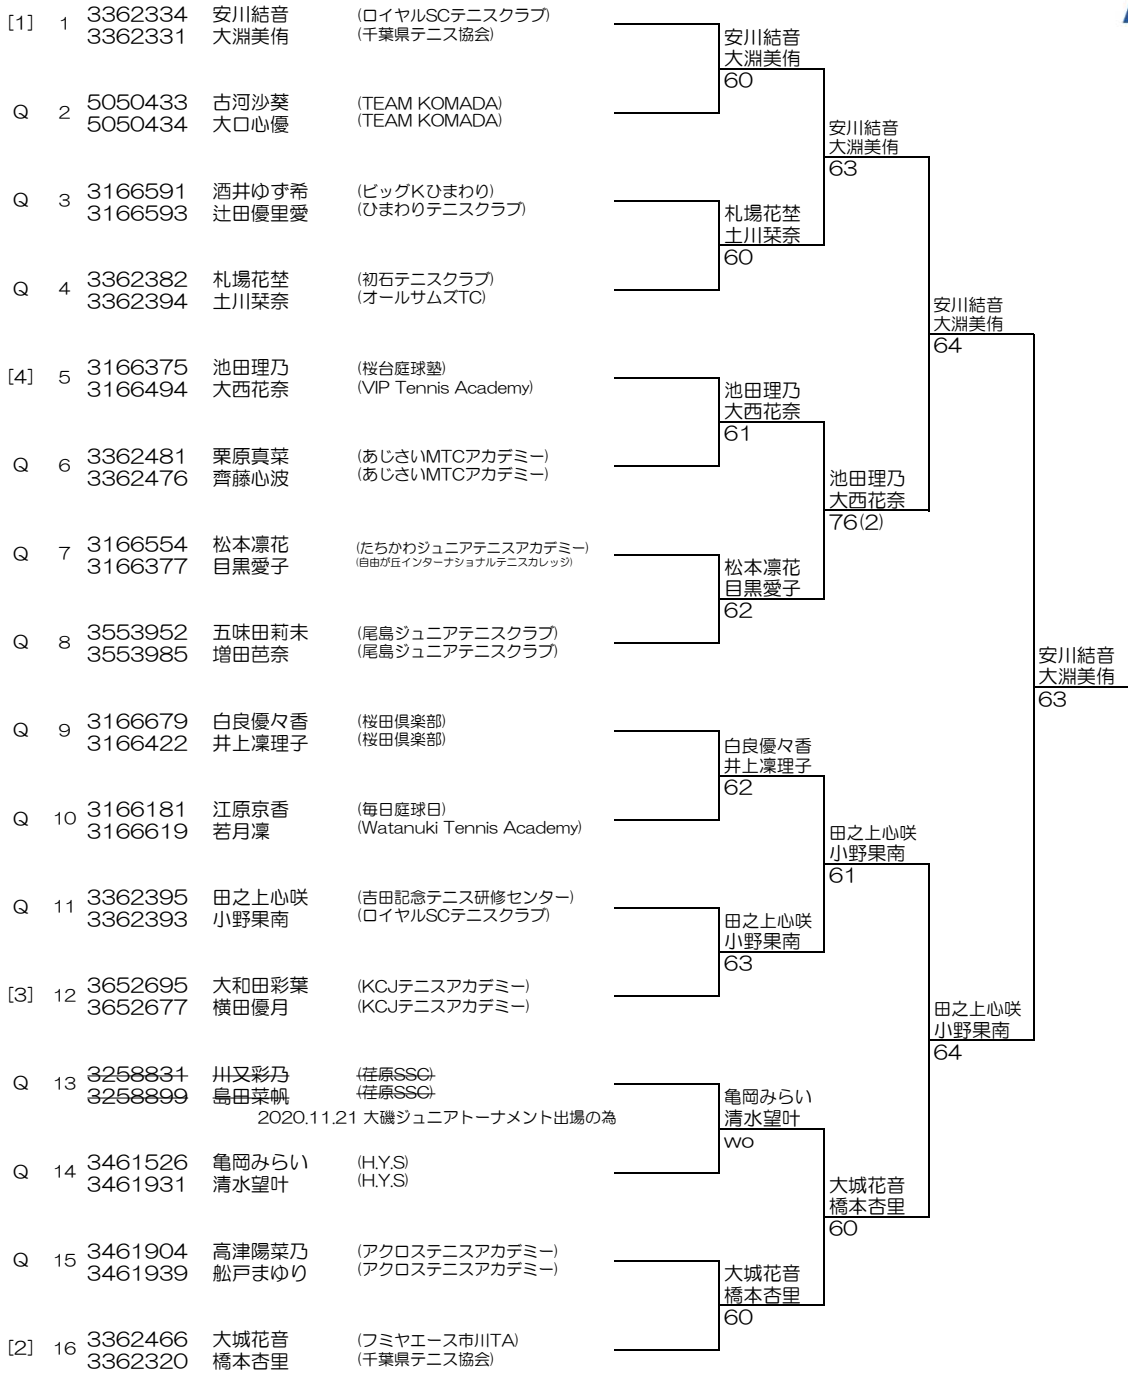 [1] 1 3362334 安川結音 (ロイヤルSCテニスクラブ)
3362331 大淵美侑 (千葉県テニス協会)
安川結音
大淵美侑
60
Q 2 5050433 古河沙葵 (TEAM KOMADA)
5050434 大口心優 (TEAM KOMADA)
安川結音
大淵美侑
63
Q 3 3166591 酒井ゆず希 (ビッグKひまわり)
3166593 辻田優里愛 (ひまわりテニスクラブ)
札場花埜
土川栞奈
60
Q 4 3362382 札場花埜 (初石テニスクラブ)
3362394 土川栞奈 (オールサムズTC)
安川結音
大淵美侑
64
[4] 5 3166375 池田理乃 (桜台庭球塾)
3166494 大西花奈 (VIP Tennis Academy)
池田理乃
大西花奈
61
Q 6 3362481 栗原真菜 (あじさいMTCアカデミー)
3362476 齊藤心波 (あじさいMTCアカデミー)
池田理乃
大西花奈
76(2)
Q 7 3166554 松本凛花 (たちかわジュニアテニスアカデミー)
3166377 目黒愛子 (自由が丘インターナショナルテニスカレッジ)
松本凛花
目黒愛子
62
Q 8 3553952 五味田莉未 (尾島ジュニアテニスクラブ)
3553985 増田芭奈 (尾島ジュニアテニスクラブ)
安川結音
大淵美侑
63
Q 9 3166679 白良優々香 (桜田倶楽部)
3166422 井上凜理子 (桜田倶楽部)
白良優々香
井上凜理子
62
Q 10 3166181 江原京香 (毎日庭球日)
3166619 若月凜 (Watanuki Tennis Academy)
田之上心咲
小野果南
61
Q 11 3362395 田之上心咲 (吉田記念テニス研修センター)
3362393 小野果南 (ロイヤルSCテニスクラブ)
田之上心咲
小野果南
63
[3] 12 3652695 大和田彩葉 (KCJテニスアカデミー)
3652677 横田優月 (KCJテニスアカデミー)
田之上心咲
小野果南
64
Q 13 3258831 川又彩乃 (荏原SSC)
3258899 島田菜帆 (荏原SSC)
2020.11.21 大磯ジュニアトーナメント出場の為
亀岡みらい
清水望叶
wo
Q 14 3461526 亀岡みらい (H.Y.S)
3461931 清水望叶 (H.Y.S)
大城花音
橋本杏里
60
Q 15 3461904 高津陽菜乃 (アクロステニスアカデミー)
3461939 舩戸まゆり (アクロステニスアカデミー)
大城花音
橋本杏里
60
[2] 16 3362466 大城花音 (フミヤエース市川TA)
3362320 橋本杏里 (千葉県テニス協会)